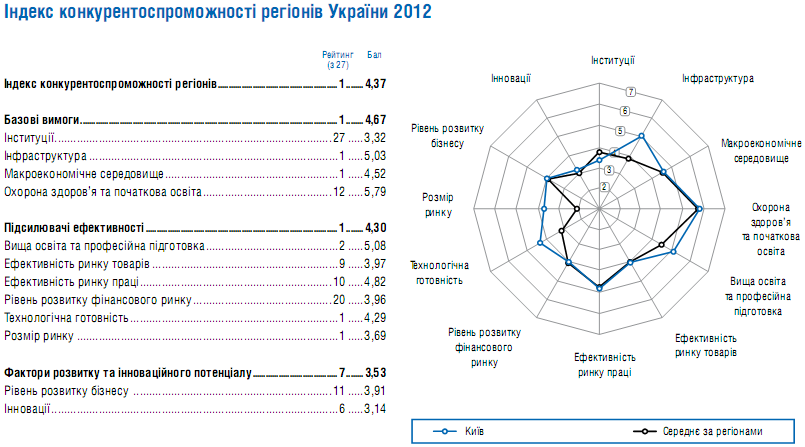 Індекс конкурентоспроможності регіонів України 2012
Рейтинг Бал
(з 27)
Індекс конкурентоспроможності регіонів 1 4,37
Базові вимоги 1 4,67
Інституції 27 3,32
Інфраструктура 1 5,03
Макроекономічне середовище 1 4,52
Охорона здоров’я та початкова освіта 12 5,79
Підсилювачі ефективності 1 4,30
Вища освіта та професійна підготовка 2 5,08
Ефективність ринку товарів 9 3,97
Ефективність ринку праці 10 4,82
Рівень розвитку фінансового ринку 20 3,96
Технологічна готовність 1 4,29
Розмір ринку 1 3,69
Фактори розвитку та інноваційного потенціалу 7 3,53
Рівень розвитку бізнесу 11 3,91
Інновації 6 3,14
Інституції
Інфраструктура
Макроекономічне
середовище
Охорона
здоров’я
та початкова
освіта
Вища освіта
та професійна
підготовка
Ефективність
ринку товарів
Ефективність
ринку праці
Рівень розвитку
фінансового
ринку
Технологічна
готовність
Розмір
ринку
Рівень розвитку
бізнесу
Інновації
7
6
5
3
2
Київ Середнє за регіонами